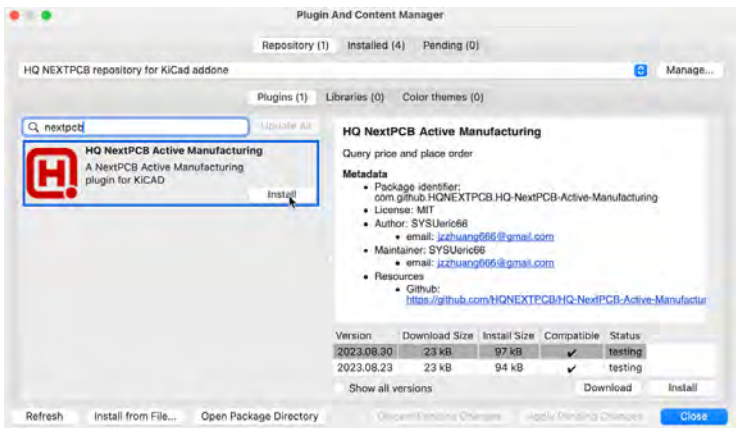 Plugin And Content Manager
Repository (1) Installed (4) Pending (0)
HQ NEXTPCB repository for KiCad addone
Manage...
Plugins (1) Libraries (0) Color themes (0)
nextpcb
Update All
HQ NextPCB Active Manufacturing
A NextPCB Active Manufacturing
plugin for KiCAD
Install
HQ NextPCB Active Manufacturing
Query price and place order
Metadata
• Package identifier:
com.github.HQNEXTPCB.HQ-NextPCB-Active-Manufacturing
• License: MIT
• Author: SYSUeric66
• email: jzzhuang666@gmail.com
• Maintainer: SYSUeric66
• email: jzzhuang666@gmail.com
• Resources
• Github:
https://github.com/HQNEXTPCB/HQ-NextPCB-Active-Manufactur
Version Download Size Install Size Compatible Status
2023.08.30 23 kB 97 kB ✔ testing
2023.08.23 23 kB 94 kB ✔ testing
Show all versions
Download Install
Refresh Install from File... Open Package Directory Discard Pending Changes Apply Pending Changes Close